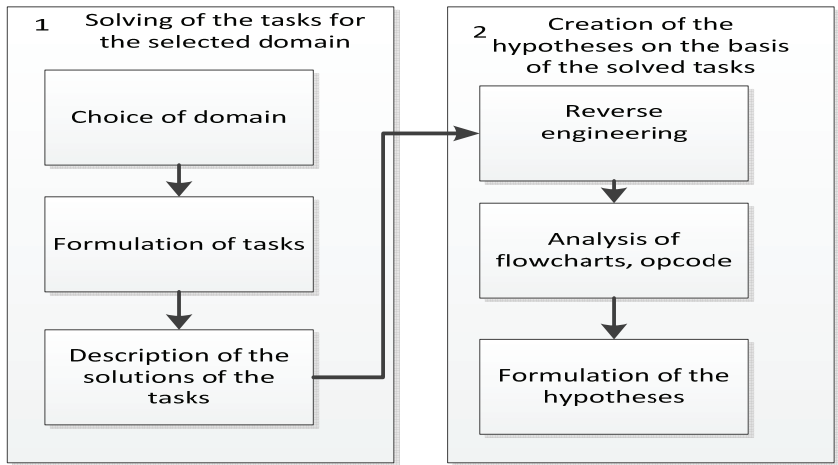 1 Solving of the tasks for
the selected domain
Choice of domain
Formulation of tasks
Description of the
solutions of the
tasks
2 Creation of the
hypotheses on the basis
of the solved tasks
Reverse
engineering
Analysis of
flowcharts, opcode
Formulation of the
hypotheses